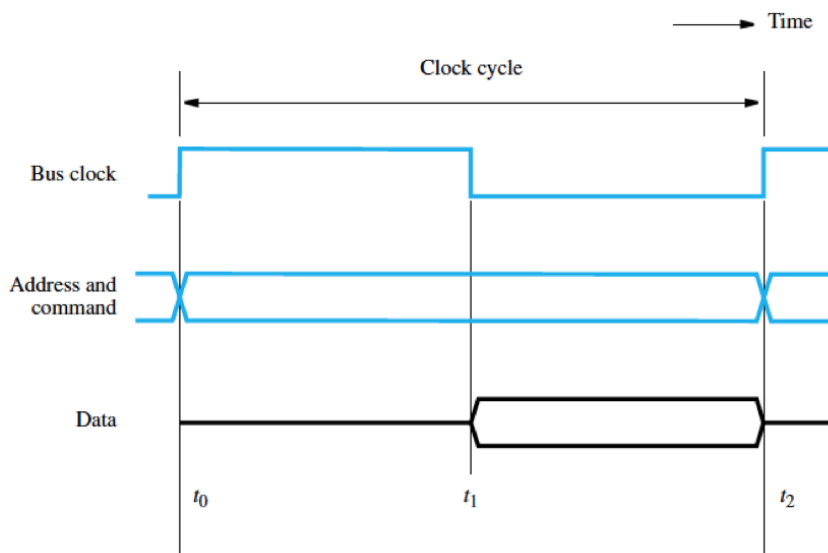 Time
Clock cycle
Bus clock
Address and
command
Data
t0
t1
t2